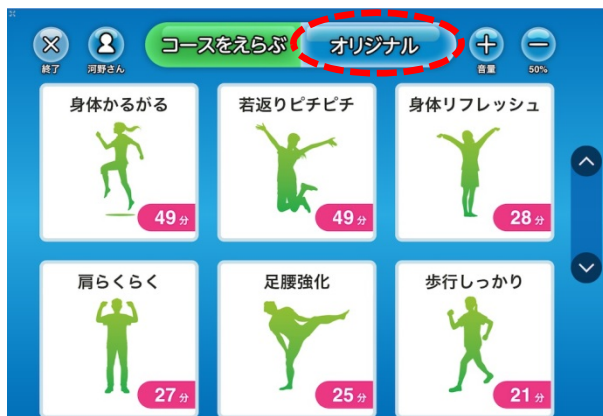 コースをえらぶ
オリジナル
終了
河野さん
音量
50%
身体かるがる
若返りピチピチ
身体リフレッシュ
49分
49分
28分
肩らくらく
足腰強化
歩行しっかり
27分
25分
21分